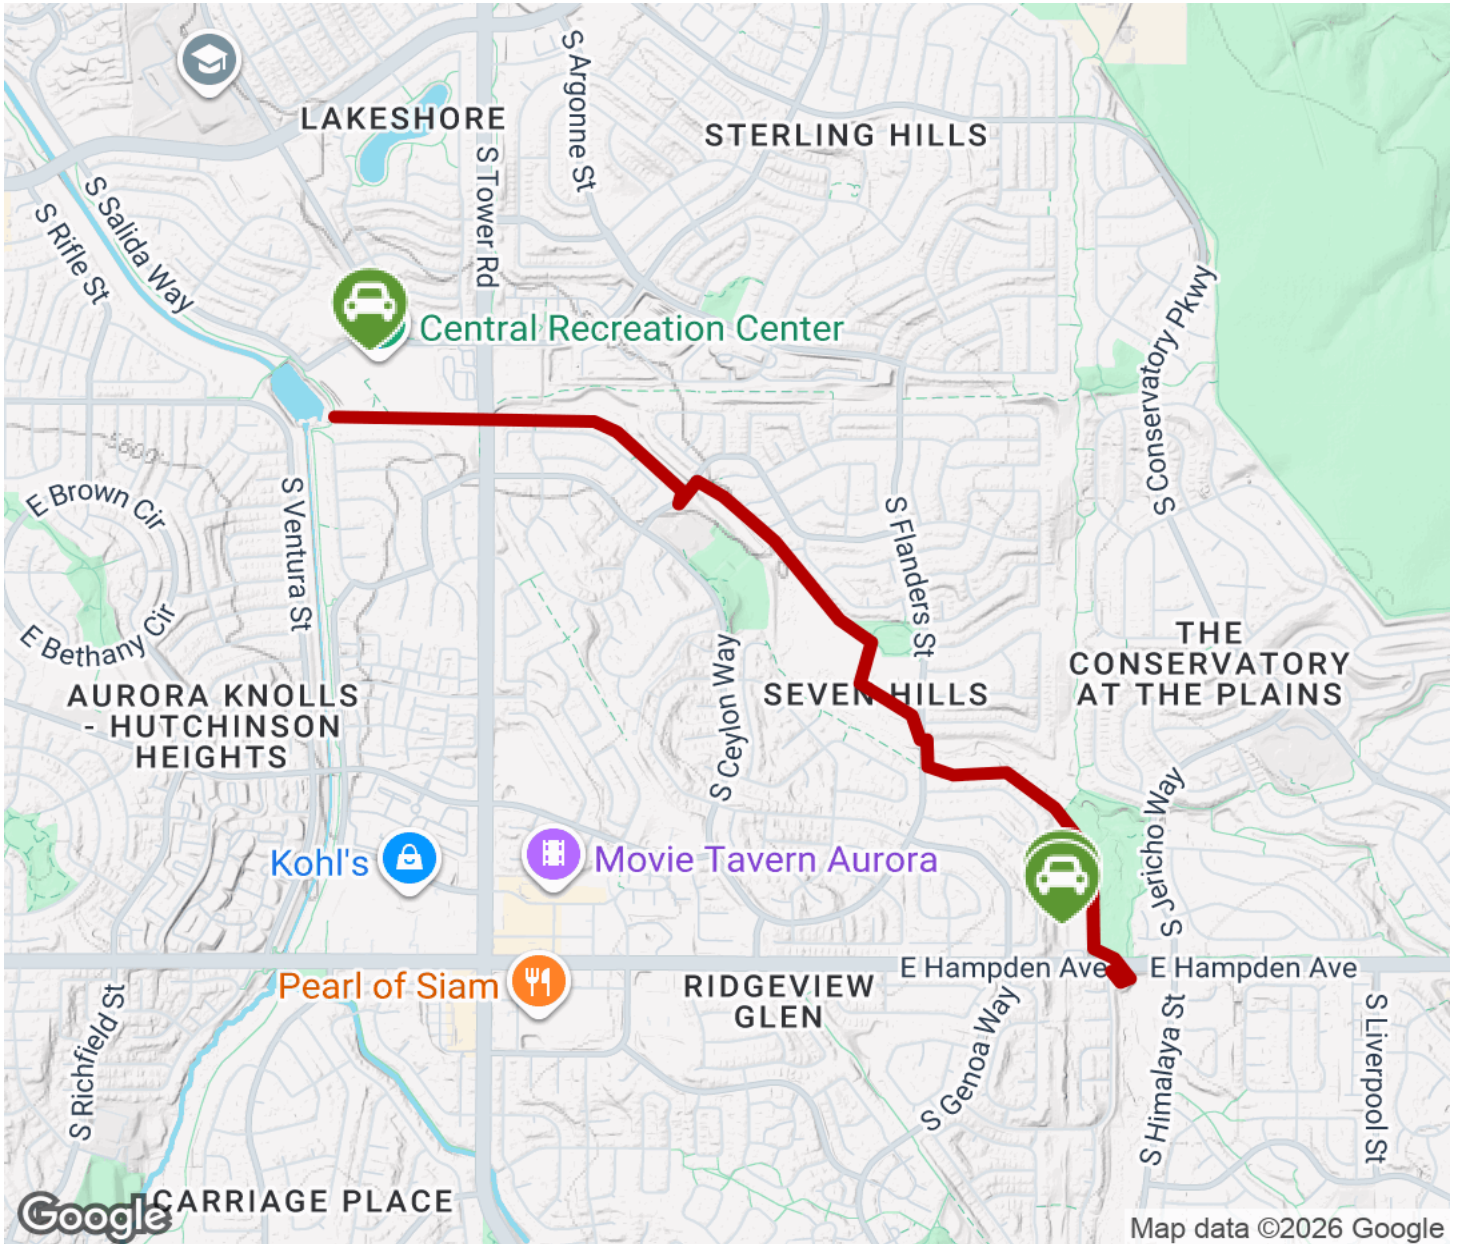 LAKESHORE
S Argonne St
STERLING HILLS
S Tower Rd
S Salida Way
S Rifle St
Central Recreation Center
S Conservatory Pkwy
5609
E Brown Cir
S Ventura St
S Flanders St
E Bethany Cir
THE
CONSERVATORY
AT THE PLAINS
AURORA KNOLLS
- HUTCHINSON
HEIGHTS
SEVEN HILLS
S Ceylon Way
S Jericho Way
Kohl's
Movie Tavern Aurora
E Hampden Ave
E Hampden Ave
Pearl of Siam
RIDGEVIEW
GLEN
S Richfield St
S Genoa Way
S Himalaya St
S Liverpool St
CARRIAGE PLACE
Google
Map data ©2026 Google